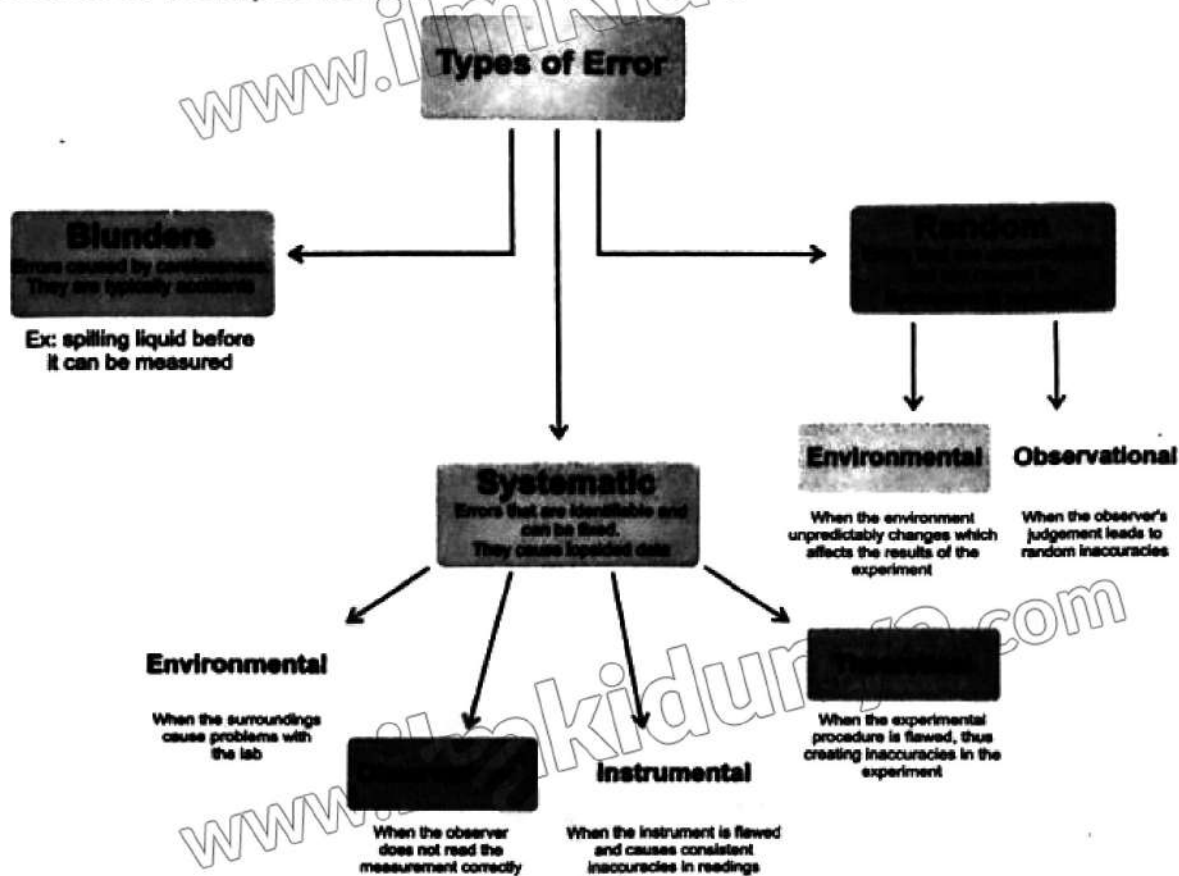 www.ilmkidunya.com
Types of Error
Blunders
Errors caused by carelessness.
They are typically accidents
Ex: spilling liquid before
it can be measured
Random
Environmental
When the environment
unpredictably changes which
affects the results of the
experiment
Observational
When the observer's
judgement leads to
random inaccuracies
Systematic
Errors that are identifiable and
can be fixed.
They cause lopsided data
Environmental
When the surroundings
cause problems with
the lab
Observer
When the observer
does not read the
measurement correctly
Instrumental
When the instrument is flawed
and causes consistent
inaccuracies in readings
Theoretical
When the experimental
procedure is flawed, thus
creating inaccuracies in the
experiment